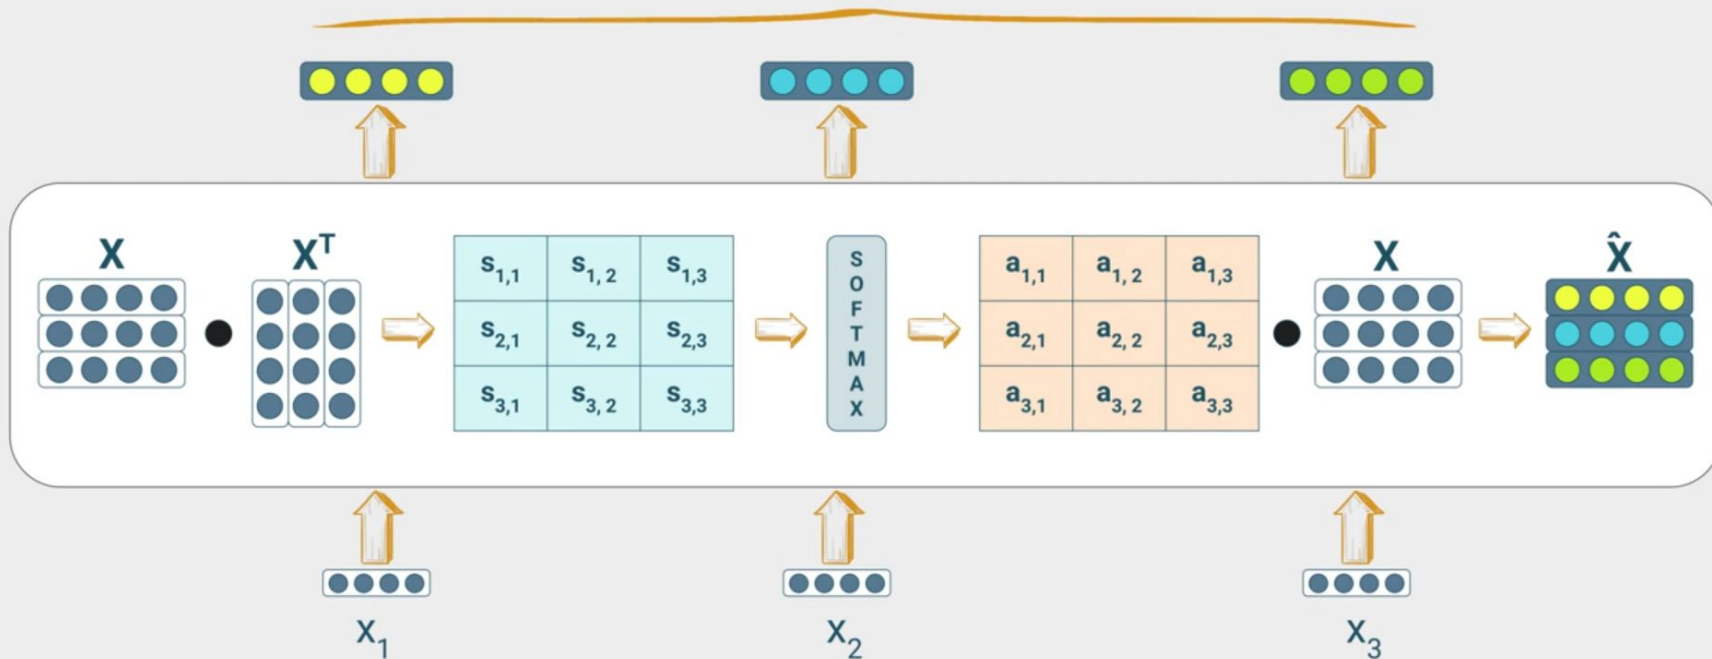 X Xᵀ X X̂
s1,1 s1,2 s1,3 SOFTMAX a1,1 a1,2 a1,3
s2,1 s2,2 s2,3 a2,1 a2,2 a2,3
s3,1 s3,2 s3,3 a3,1 a3,2 a3,3
x1 x2 x3